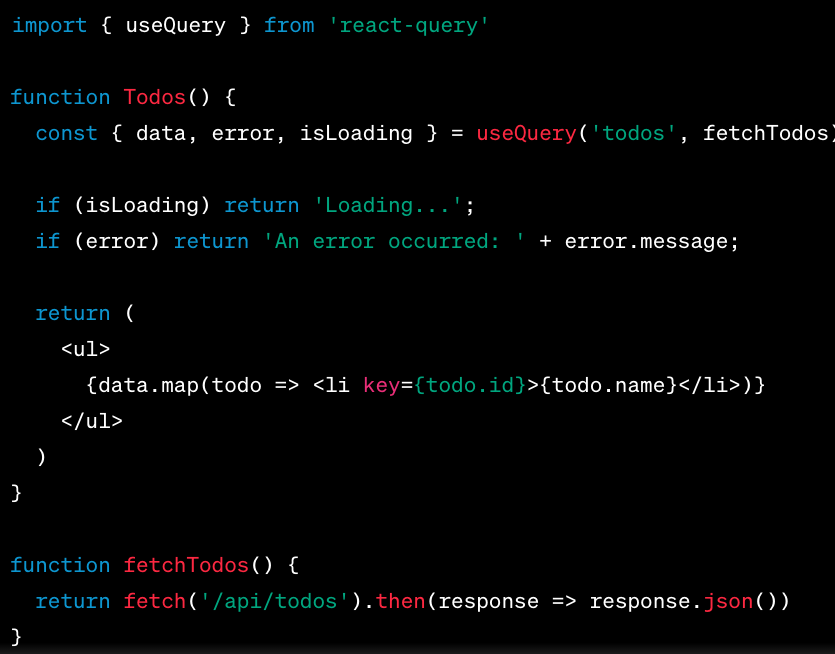 import { useQuery } from 'react-query'
function Todos() {
const { data, error, isLoading } = useQuery('todos', fetchTodos)
if (isLoading) return 'Loading...';
if (error) return 'An error occurred: ' + error.message;
return (
<ul>
{data.map(todo => <li key={todo.id}>{todo.name}</li>)}
</ul>
)
}
function fetchTodos() {
return fetch('/api/todos').then(response => response.json())
}